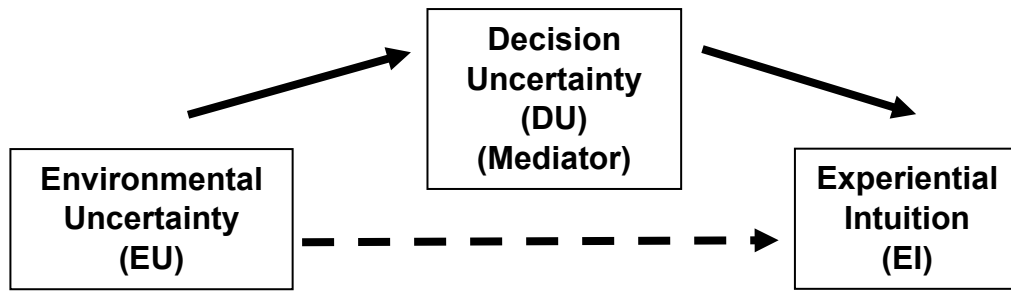 Decision
Uncertainty
(DU)
(Mediator)
Environmental
Uncertainty
(EU)
Experiential
Intuition
(EI)